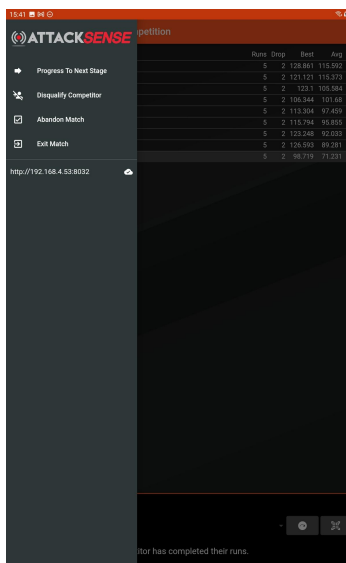 15:41
ATTACKSENSE
petition
Runs Drop Best Avg
5 2 128.861 115.592
Progress To Next Stage
5 2 121.121 115.373
5 2 123.1 105.584
Disqualify Competitor
5 2 106.344 101.68
5 2 113.304 97.459
Abandon Match
5 2 115.794 95.855
5 2 123.248 92.033
Exit Match
5 2 126.593 89.281
5 2 98.719 71.231
http://192.168.4.53:8032
itor has completed their runs.